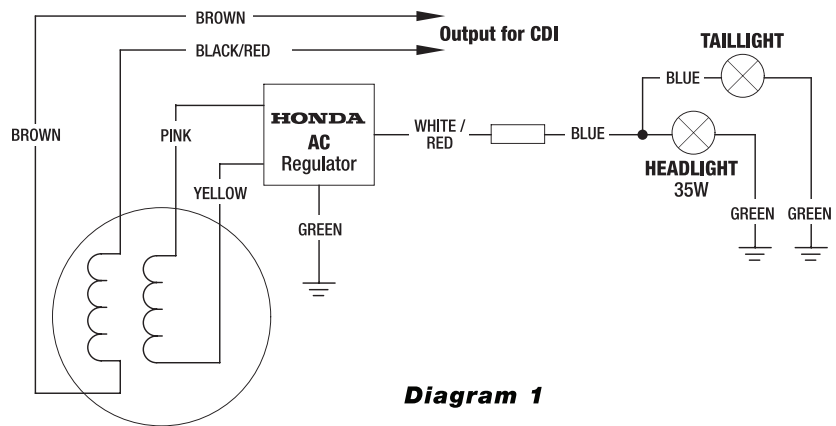 BROWN
Output for CDI
BLACK/RED
TAILLIGHT
BLUE
HONDA
AC
Regulator
WHITE /
RED
BLUE
BROWN
PINK
HEADLIGHT
35W
YELLOW
GREEN
GREEN
GREEN
Diagram 1